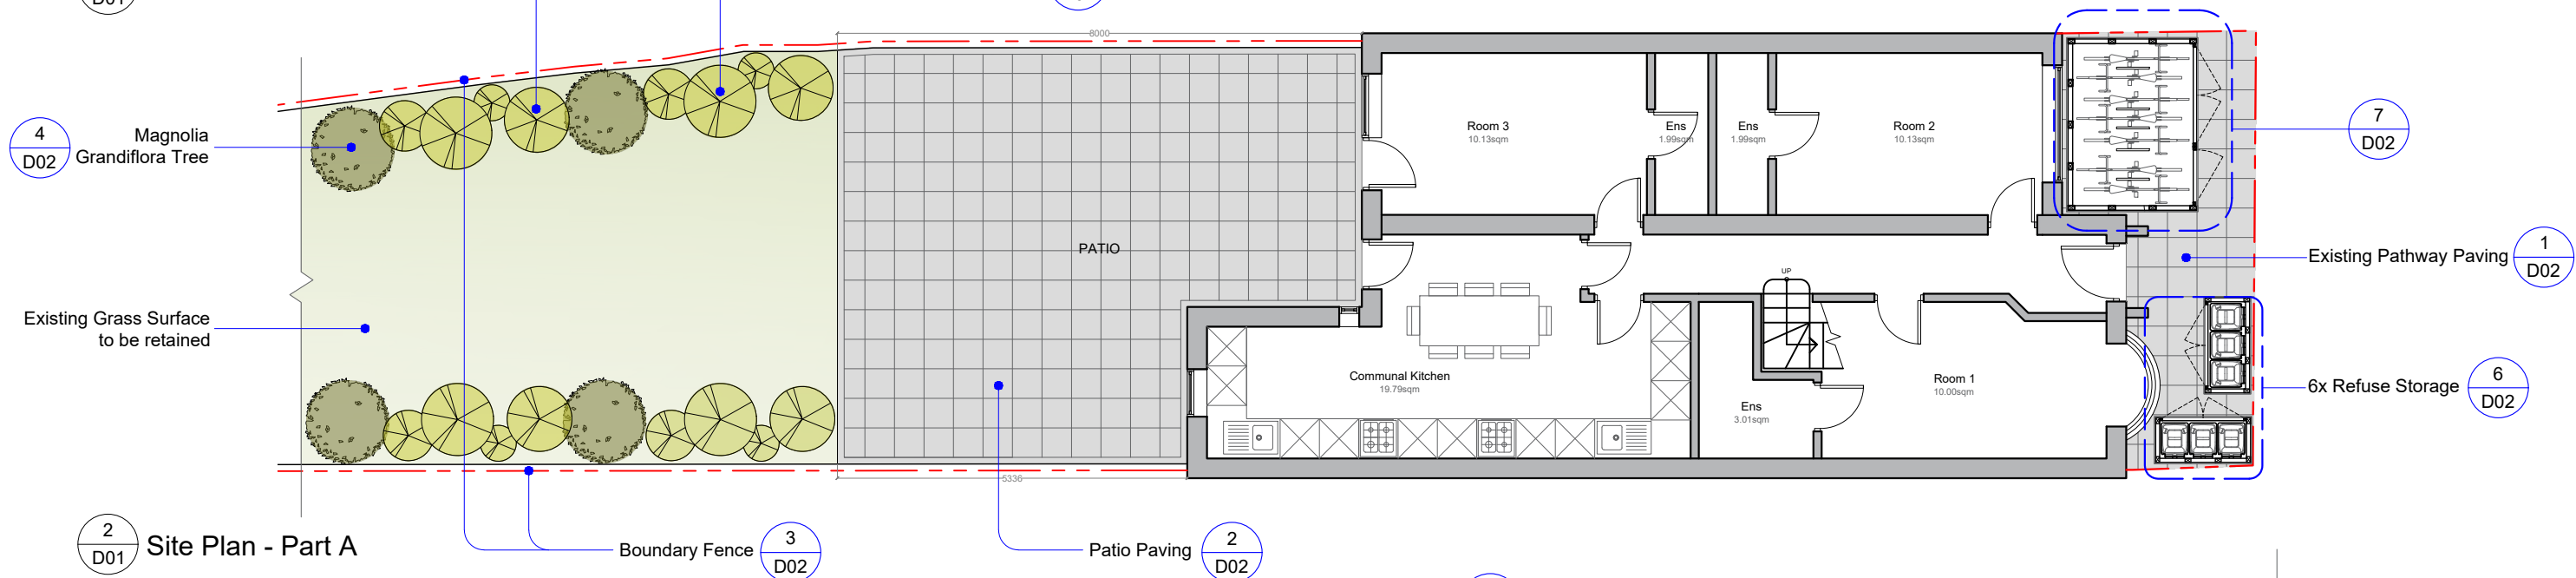 D01
8000
4
D02
Magnolia
Grandiflora Tree
Room 3
10.13sqm
Ens
1.99sqm
Ens
1.99sqm
Room 2
10.13sqm
7
D02
PATIO
UP
Existing Pathway Paving
1
D02
Existing Grass Surface
to be retained
Communal Kitchen
19.79sqm
Ens
3.01sqm
Room 1
10.00sqm
6x Refuse Storage
6
D02
5336
2
D01
Site Plan - Part A
Boundary Fence
3
D02
Patio Paving
2
D02